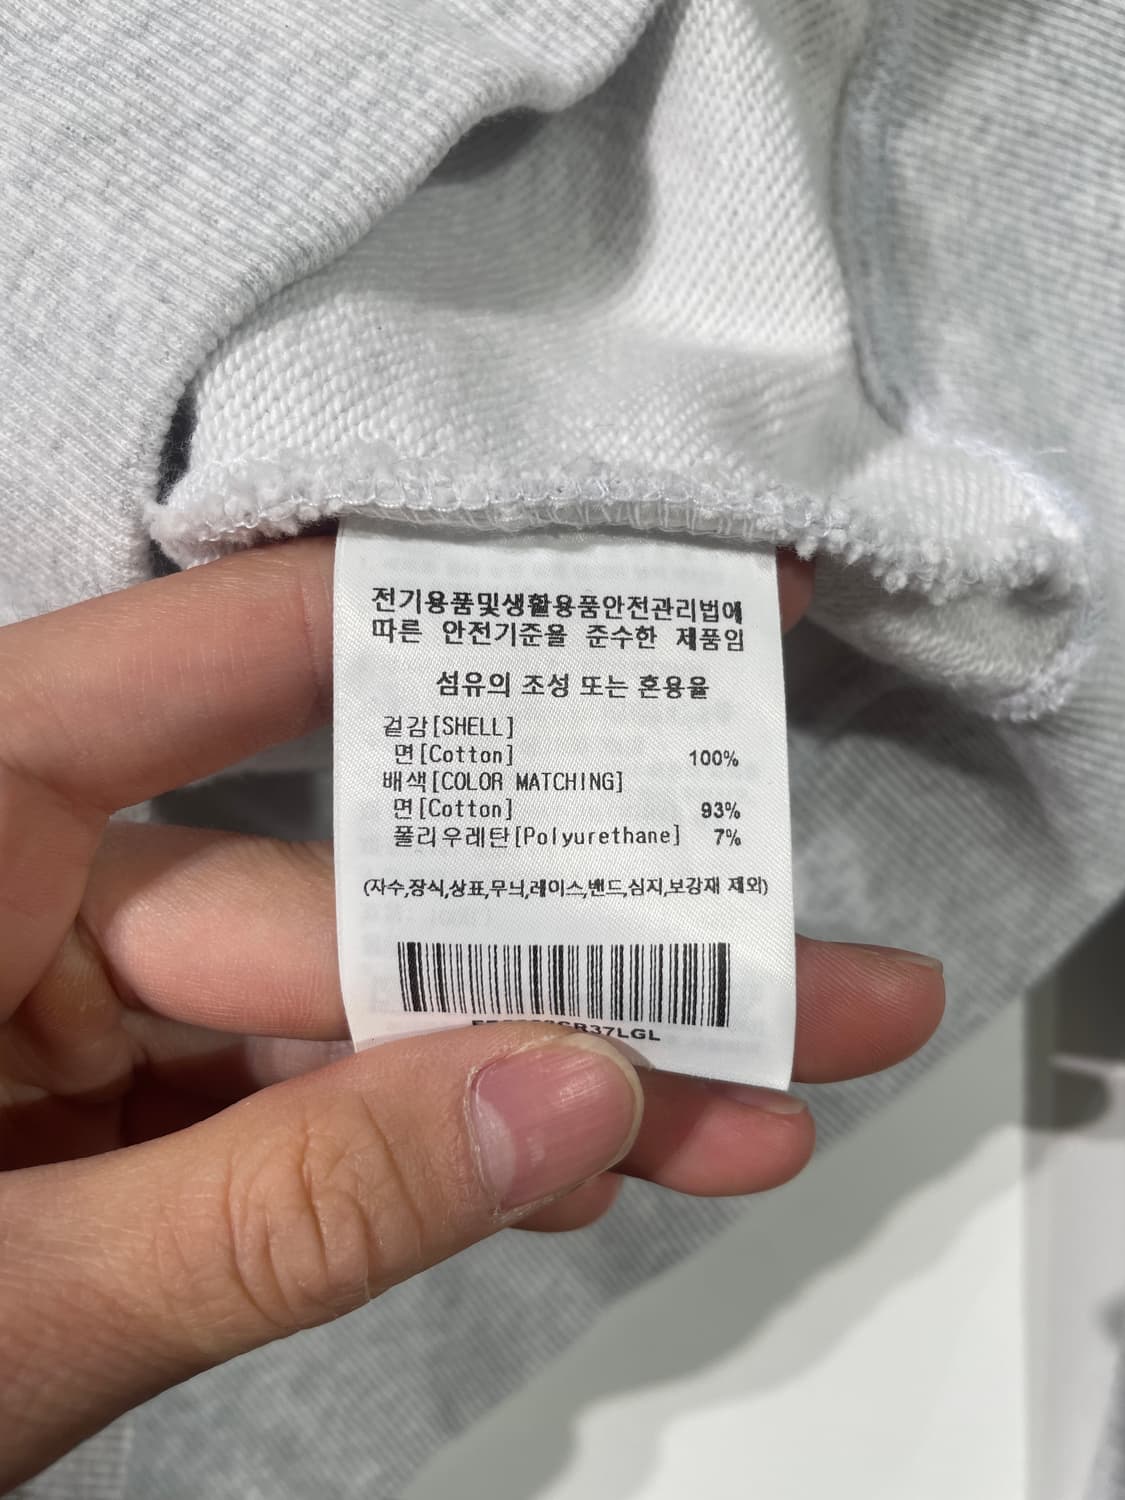 전기용품및생활용품안전관리법에
따른 안전기준을 준수한 제품임
섬유의 조성 또는 혼용율
겉감[SHELL]
면[Cotton] 100%
배색[COLOR MATCHING]
면[Cotton] 93%
폴리우레탄[Polyurethane] 7%
(자수,장식,상표,무늬,레이스,밴드,심지,보강재 제외)